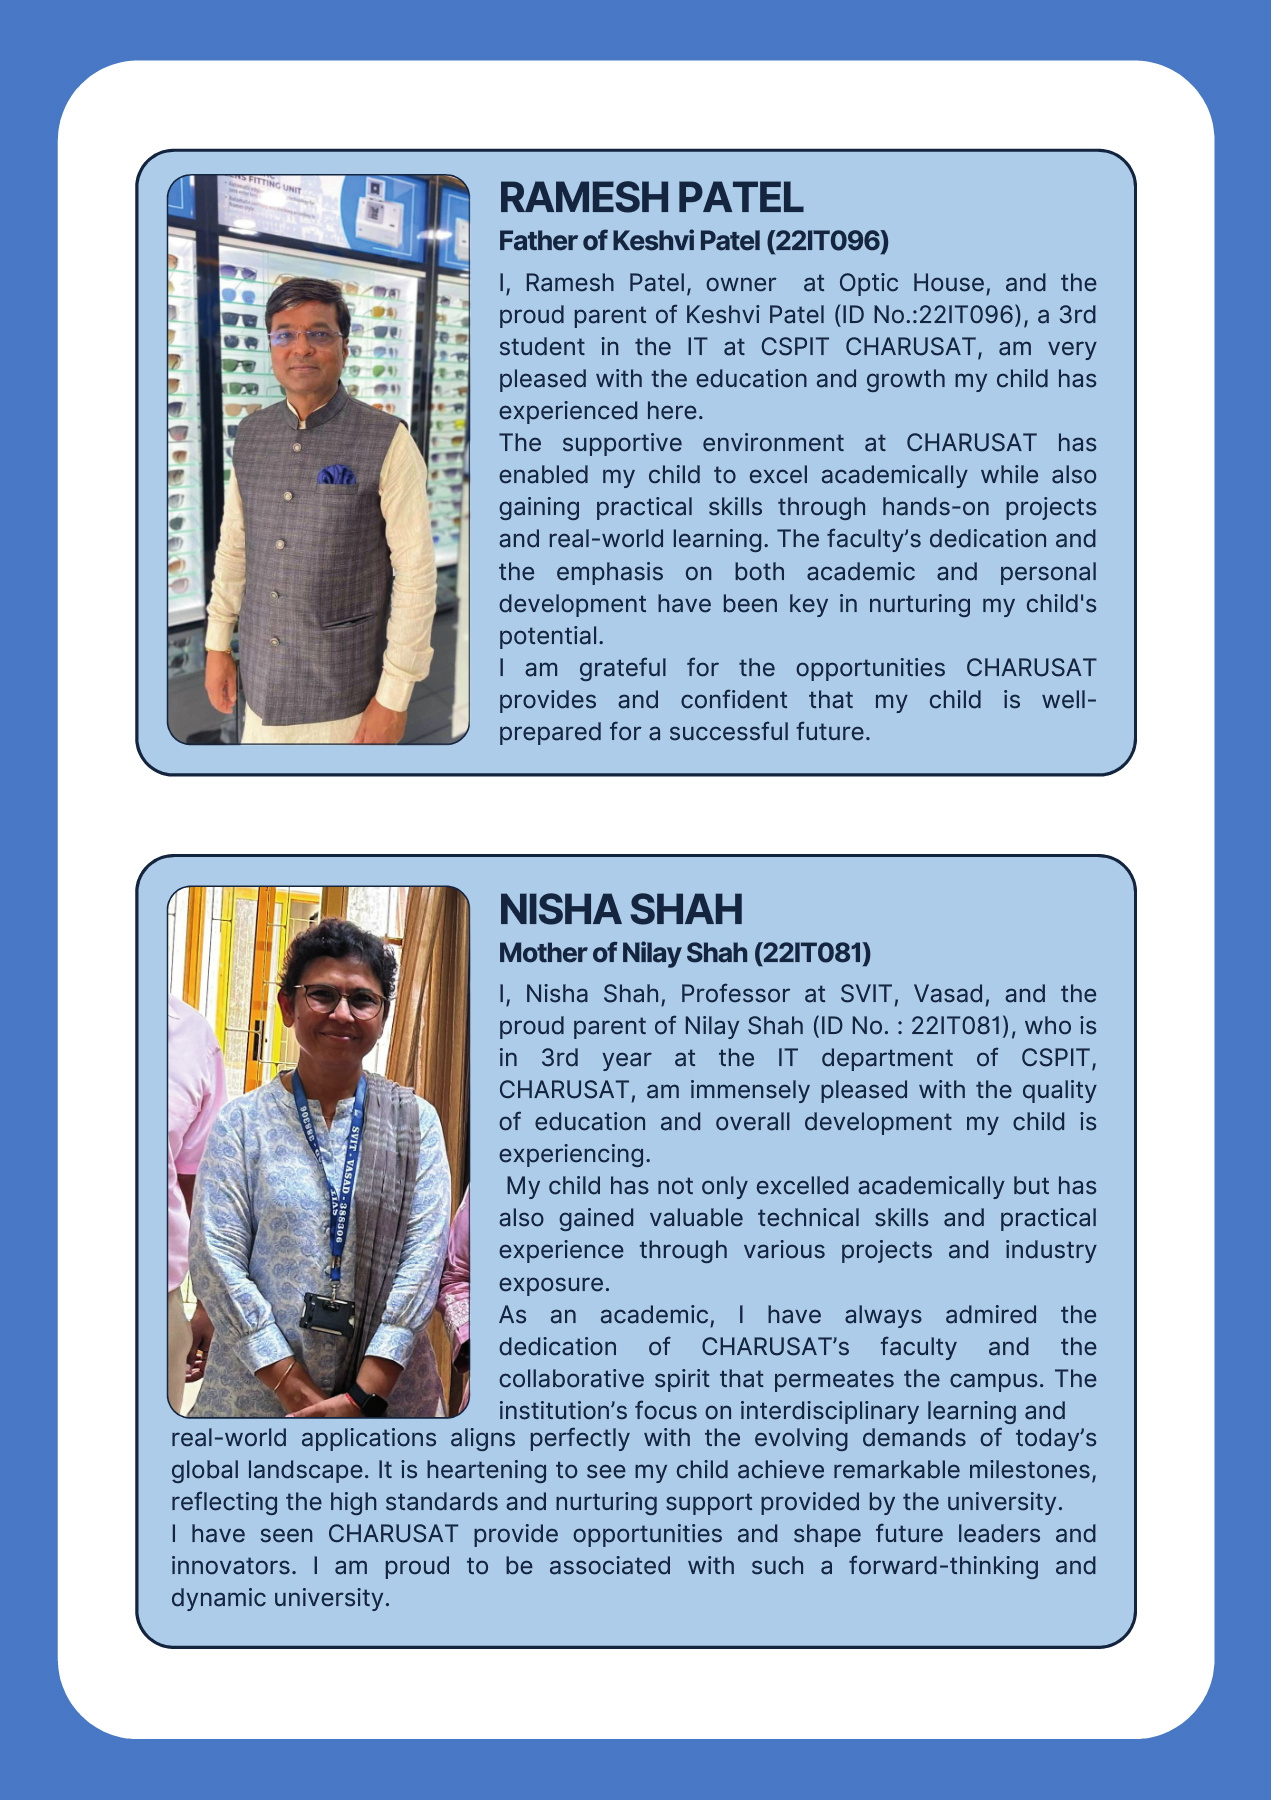 NS FITTING UNIT
RAMESH PATEL
Father of Keshvi Patel (22IT096)
I, Ramesh Patel, owner at Optic House, and the
proud parent of Keshvi Patel (ID No.:22IT096), a 3rd
student in the IT at CSPIT CHARUSAT, am very
pleased with the education and growth my child has
experienced here.
The supportive environment at CHARUSAT has
enabled my child to excel academically while also
gaining practical skills through hands-on projects
and real-world learning. The faculty’s dedication and
the emphasis on both academic and personal
development have been key in nurturing my child's
potential.
I am grateful for the opportunities CHARUSAT
provides and confident that my child is well-
prepared for a successful future.
NISHA SHAH
Mother of Nilay Shah (22IT081)
I, Nisha Shah, Professor at SVIT, Vasad, and the
proud parent of Nilay Shah (ID No. : 22IT081), who is
in 3rd year at the IT department of CSPIT,
CHARUSAT, am immensely pleased with the quality
of education and overall development my child is
experiencing.
My child has not only excelled academically but has
also gained valuable technical skills and practical
experience through various projects and industry
exposure.
As an academic, I have always admired the
dedication of CHARUSAT’s faculty and the
collaborative spirit that permeates the campus. The
institution’s focus on interdisciplinary learning and
real-world applications aligns perfectly with the evolving demands of today’s
global landscape. It is heartening to see my child achieve remarkable milestones,
reflecting the high standards and nurturing support provided by the university.
I have seen CHARUSAT provide opportunities and shape future leaders and
innovators. I am proud to be associated with such a forward-thinking and
dynamic university.
388306
SVIT - VASAD - 388306